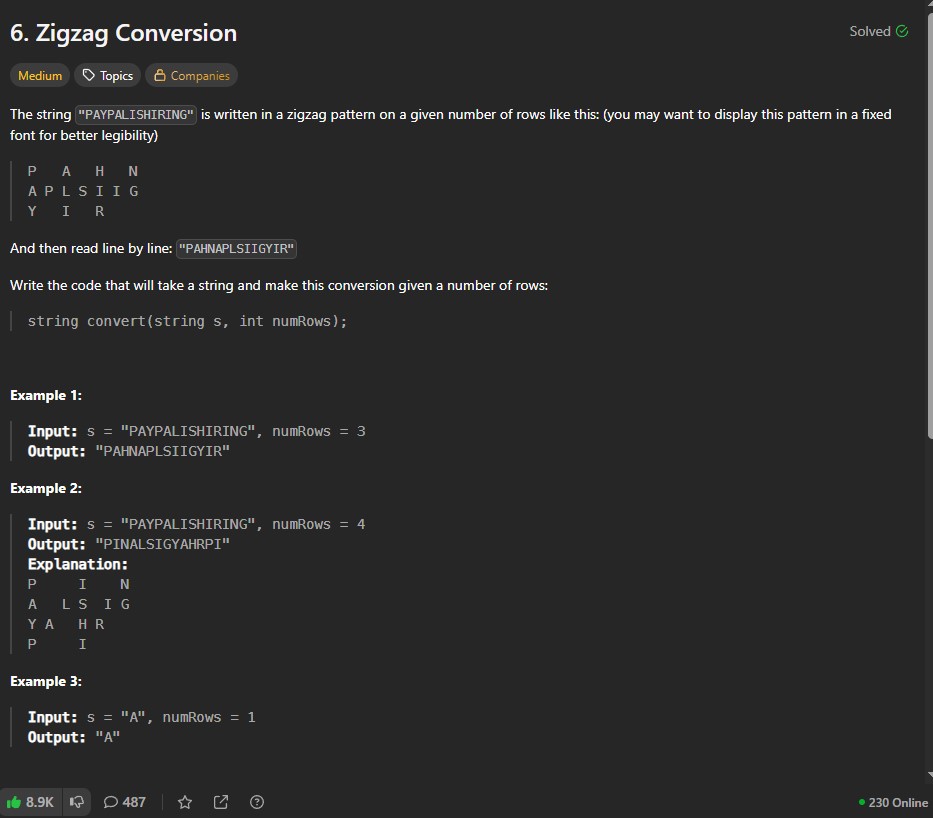 6. Zigzag Conversion
Solved
Medium Topics Companies
The string "PAYPALISHIRING" is written in a zigzag pattern on a given number of rows like this: (you may want to display this pattern in a fixed
font for better legibility)
P   A   H   N
A P L S I I G
Y   I   R
And then read line by line: "PAHNAPLSIIGYIR"
Write the code that will take a string and make this conversion given a number of rows:
string convert(string s, int numRows);
Example 1:
Input: s = "PAYPALISHIRING", numRows = 3
Output: "PAHNAPLSIIGYIR"
Example 2:
Input: s = "PAYPALISHIRING", numRows = 4
Output: "PINALSIGYAHRPI"
Explanation:
P     I    N
A   L S  I G
Y A   H R
P     I
Example 3:
Input: s = "A", numRows = 1
Output: "A"
8.9K 487 230 Online